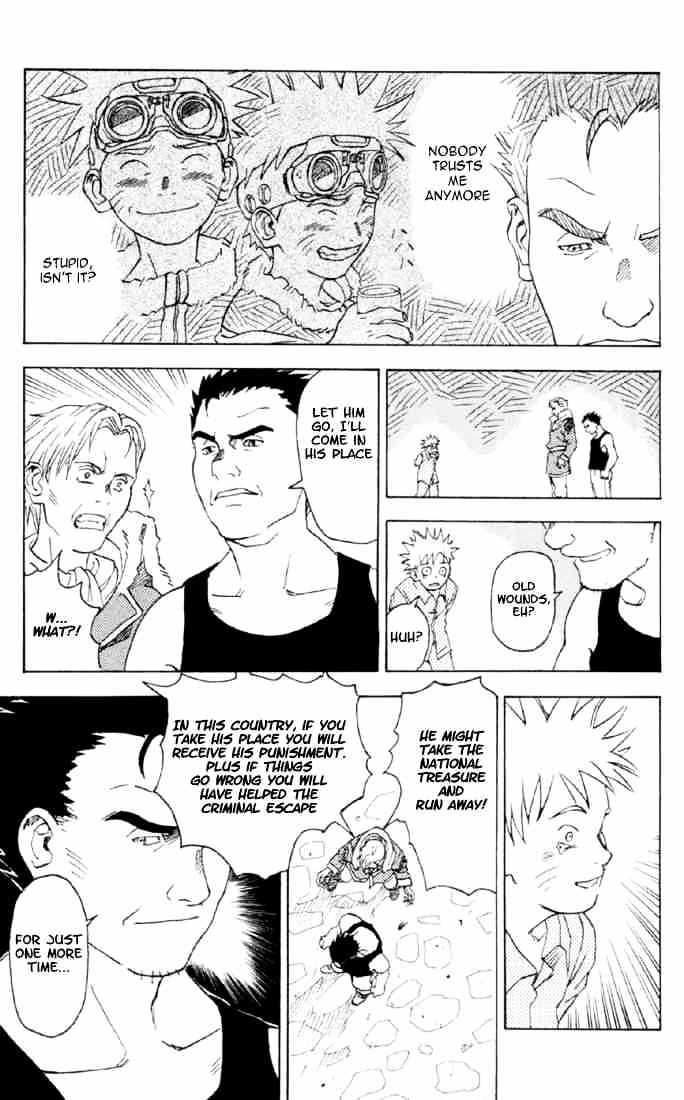 NOBODY
TRUSTS
ME
ANYMORE
STUPID,
ISN'T IT?
LET HIM
GO, I'LL
COME IN
HIS PLACE
W...
WHAT?!
OLD
WOUNDS,
EH?
HUH?
HE MIGHT
TAKE THE
NATIONAL
TREASURE
AND
RUN AWAY!
IN THIS COUNTRY, IF YOU
TAKE HIS PLACE YOU WILL
RECEIVE HIS PUNISHMENT.
PLUS IF THINGS
GO WRONG YOU WILL
HAVE HELPED THE
CRIMINAL ESCAPE
FOR JUST
ONE MORE
TIME...